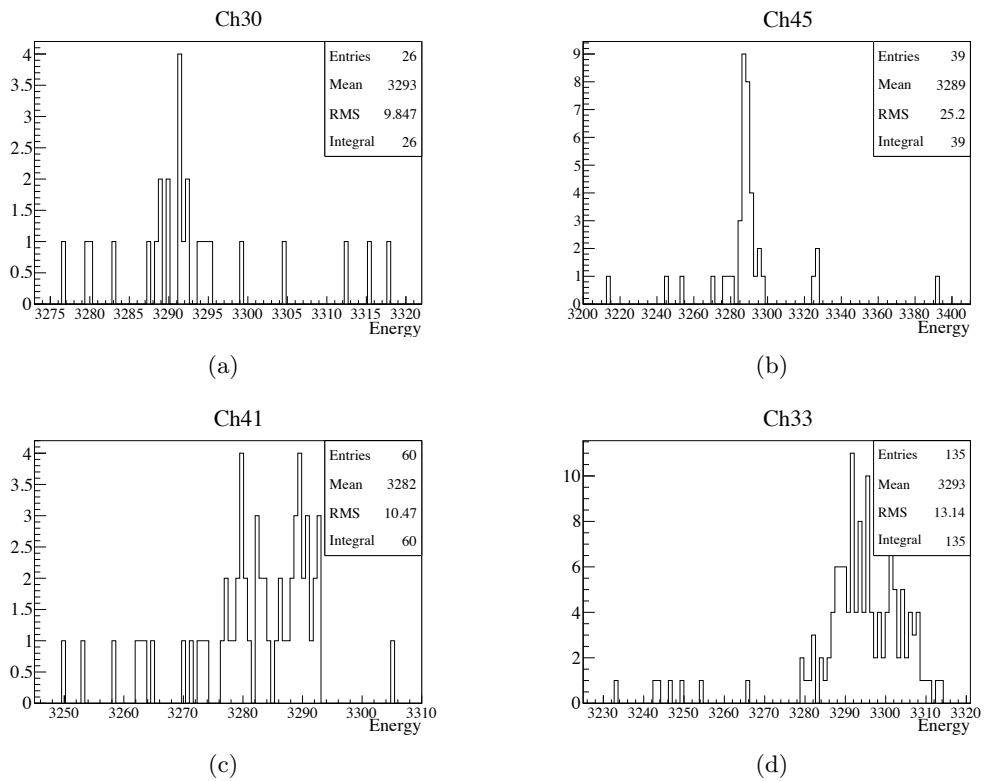 Ch30
Entries 26
Mean 3293
RMS 9.847
Integral 26
4
3.5
3
2.5
2
1.5
1
0.5
0
3275 3280 3285 3290 3295 3300 3305 3310 3315 3320
Energy
(a)
Ch45
Entries 39
Mean 3289
RMS 25.2
Integral 39
9
8
7
6
5
4
3
2
1
0
3200 3220 3240 3260 3280 3300 3320 3340 3360 3380 3400
Energy
(b)
Ch41
Entries 60
Mean 3282
RMS 10.47
Integral 60
4
3.5
3
2.5
2
1.5
1
0.5
0
3250 3260 3270 3280 3290 3300 3310
Energy
(c)
Ch33
Entries 135
Mean 3293
RMS 13.14
Integral 135
10
8
6
4
2
0
3230 3240 3250 3260 3270 3280 3290 3300 3310 3320
Energy
(d)